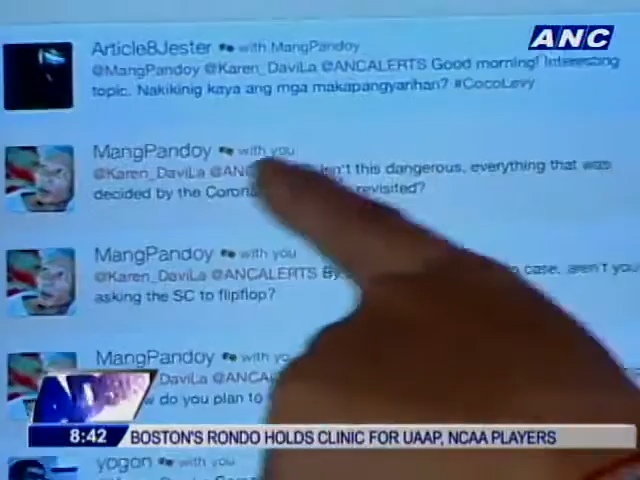 ANC
Article8Jester with MangPandoy
@MangPandoy @Karen_DaviLa @ANCALERTS Good morning! Interesting
topic. Nakikinig kaya ang mga makapangyarihan? #CocoLevy
MangPandoy with you
@Karen_DaviLa @ANC isn't this dangerous, everything that was
decided by the Corona revisited?
MangPandoy with you
@Karen_DaviLa @ANCALERTS By case, aren't you
asking the SC to flipflop?
MangPandoy with yo
DaviLa @ANCA
do you plan to
8:42 BOSTON'S RONDO HOLDS CLINIC FOR UAAP, NCAA PLAYERS
yogon with you